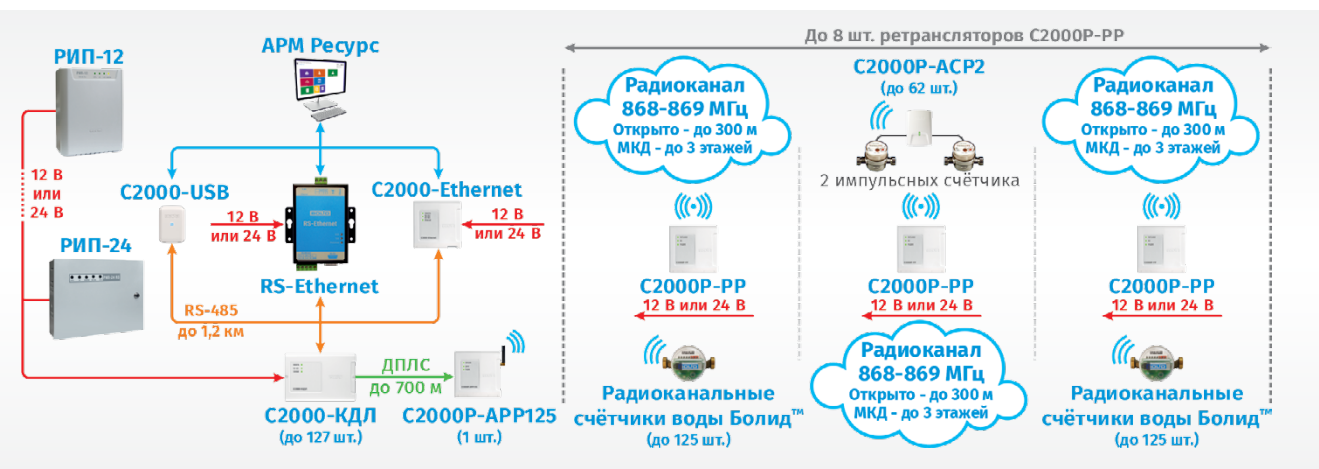 До 8 шт. ретрансляторов С2000Р-РР
РИП-12
АРМ Ресурс
12 В
или
24 В
РИП-24
С2000-USB
12 В
или 24 В
RS-Ethernet
RS-Ethernet
С2000-Ethernet
12 В
или 24 В
RS-485
до 1,2 км
С2000-КДЛ
(до 127 шт.)
ДПЛС
до 700 м
С2000Р-АРР125
(1 шт.)
Радиоканал
868-869 МГц
Открыто - до 300 м
МКД - до 3 этажей
С2000Р-РР
12 В или 24 В
Радиоканальные
счётчики воды Болид™
(до 125 шт.)
С2000Р-АСР2
(до 62 шт.)
2 импульсных счётчика
С2000Р-РР
12 В или 24 В
Радиоканал
868-869 МГц
Открыто - до 300 м
МКД - до 3 этажей
Радиоканал
868-869 МГц
Открыто - до 300 м
МКД - до 3 этажей
С2000Р-РР
12 В или 24 В
Радиоканальные
счётчики воды Болид™
(до 125 шт.)